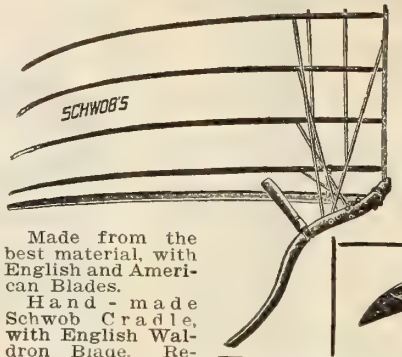 SCHWOB'S
Made from the
best material, with
English and Ameri-
can Blades.
Hand-made
Schwob Cradle,
with English Wal-
dron Blade. Re-